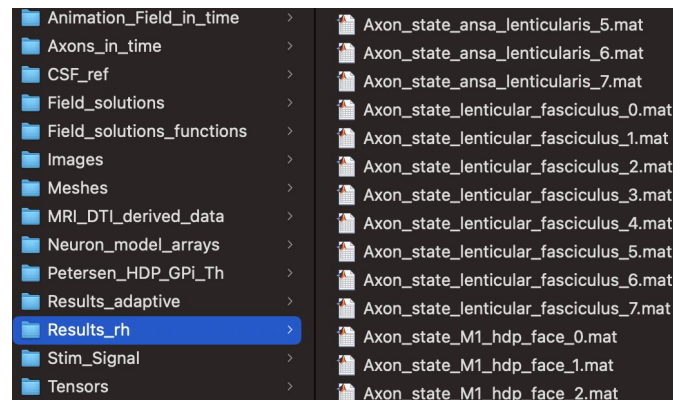 Animation_Field_in_time
Axons_in_time
CSF_ref
Field_solutions
Field_solutions_functions
Images
Meshes
MRI_DTI_derived_data
Neuron_model_arrays
Petersen_HDP_GPi_Th
Results_adaptive
Results_rh
Stim_Signal
Tensors
Axon_state_ansa_lenticularis_5.mat
Axon_state_ansa_lenticularis_6.mat
Axon_state_ansa_lenticularis_7.mat
Axon_state_lenticular_fasciculus_0.mat
Axon_state_lenticular_fasciculus_1.mat
Axon_state_lenticular_fasciculus_2.mat
Axon_state_lenticular_fasciculus_3.mat
Axon_state_lenticular_fasciculus_4.mat
Axon_state_lenticular_fasciculus_5.mat
Axon_state_lenticular_fasciculus_6.mat
Axon_state_lenticular_fasciculus_7.mat
Axon_state_M1_hdp_face_0.mat
Axon_state_M1_hdp_face_1.mat
Axon_state_M1_hdp_face_2.mat